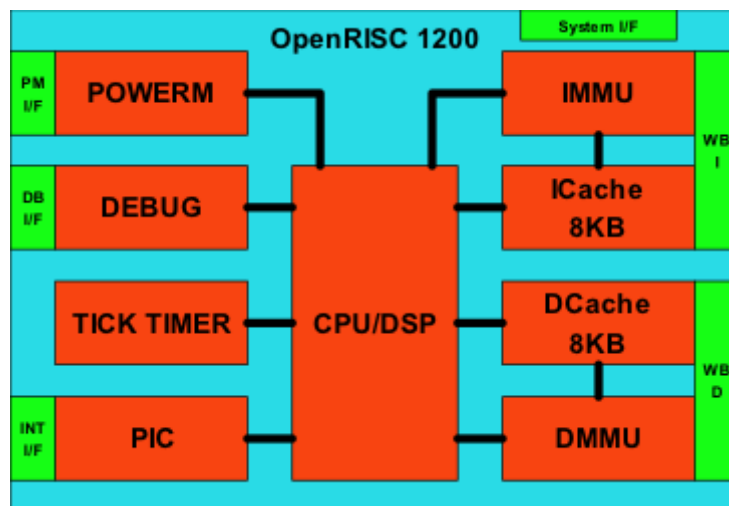 System I/F
OpenRISC 1200
PM
I/F
POWERM
IMMU
WB
I
DB
I/F
DEBUG
ICache
8KB
TICK TIMER
CPU/DSP
DCache
8KB
WB
D
INT
I/F
PIC
DMMU